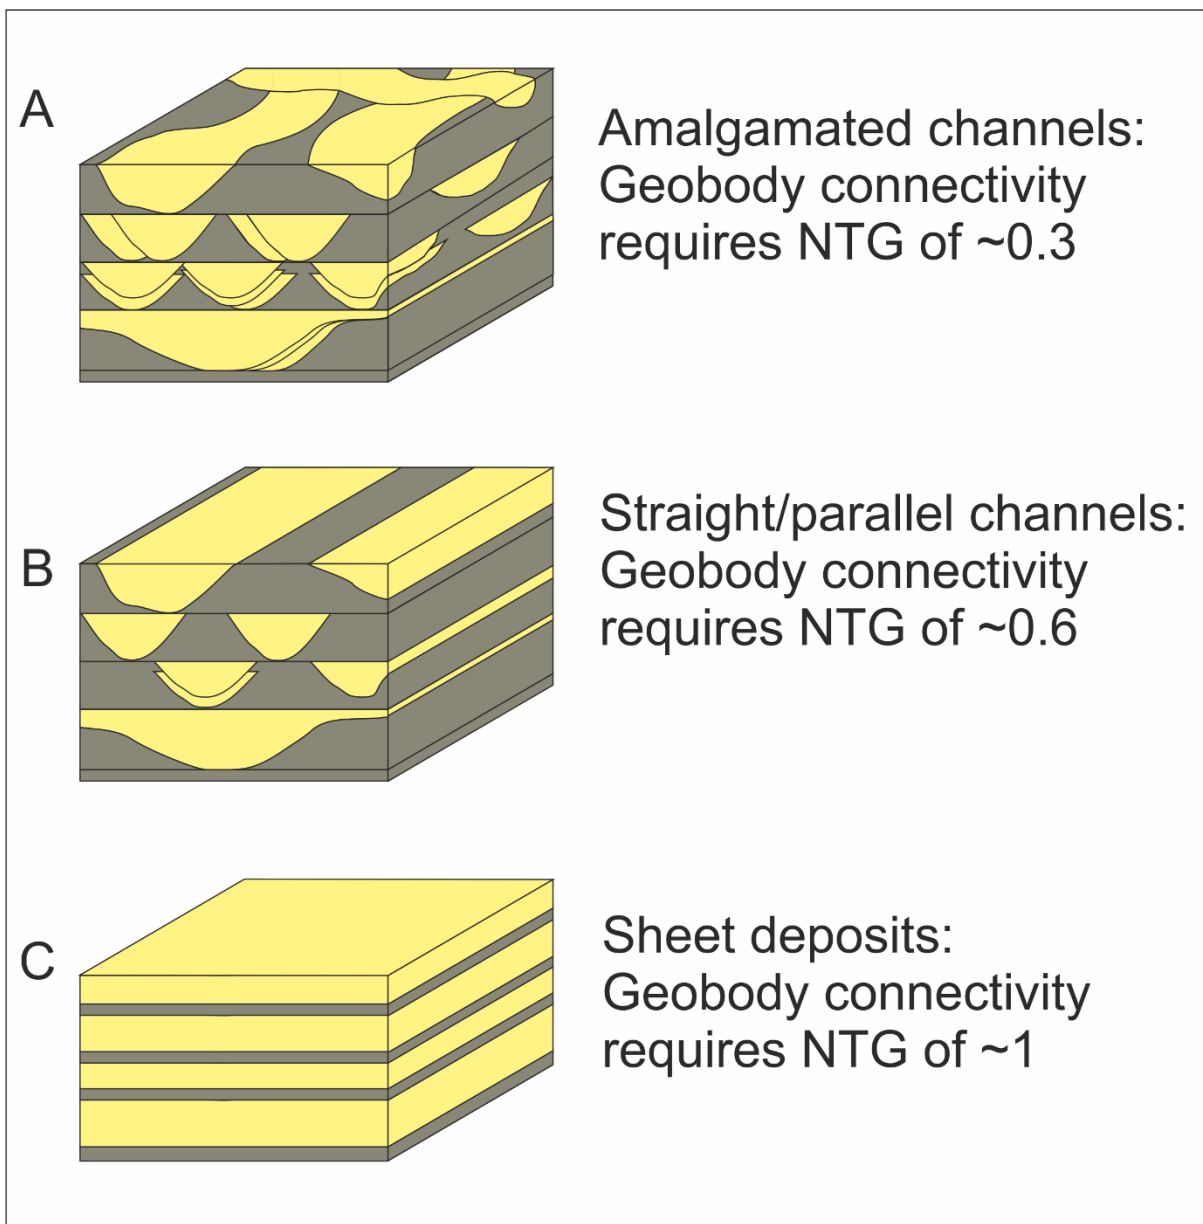 A
Amalgamated channels:
Geobody connectivity
requires NTG of ~0.3
B
Straight/parallel channels:
Geobody connectivity
requires NTG of ~0.6
C
Sheet deposits:
Geobody connectivity
requires NTG of ~1